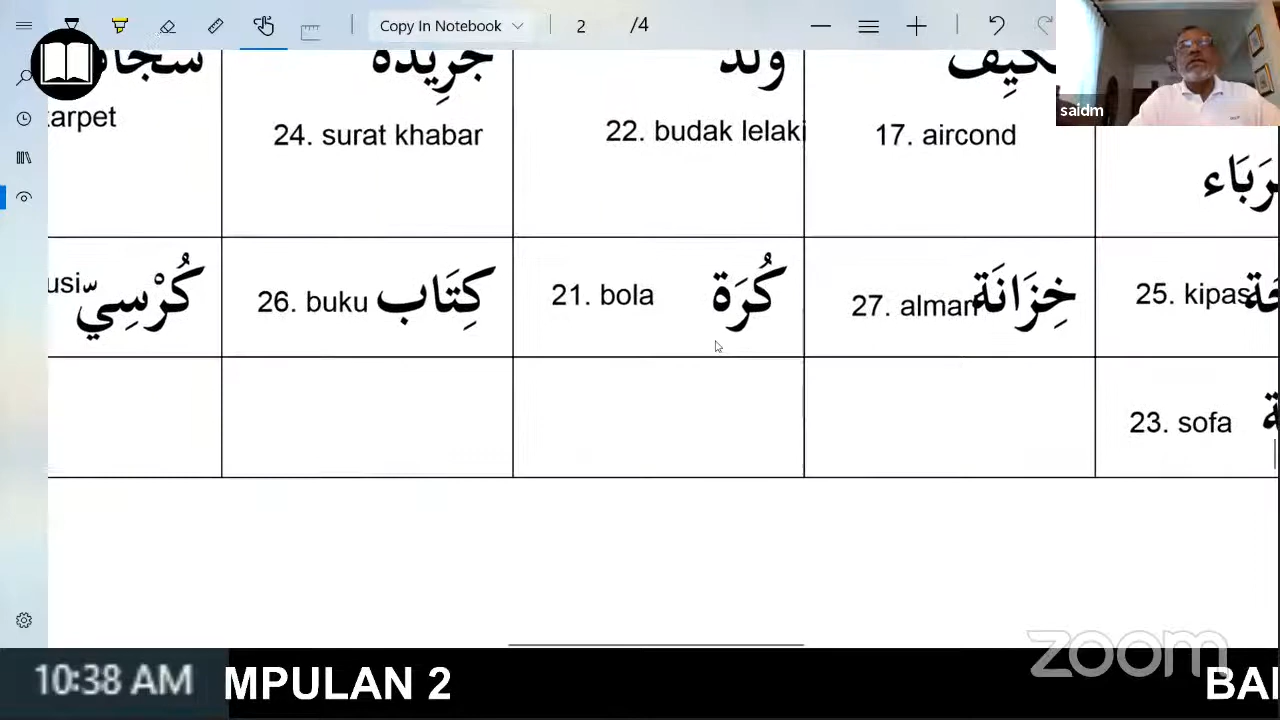 Copy In Notebook
2
/4
saidm
جَرِيْدَة
وَلَد
arpet
24. surat khabar
22. budak lelaki
17. aircond
usi
كُرْسِيّ
26. buku
كِتَاب
21. bola
كُرَة
27. almari
خِزَانَة
25. kipas
23. sofa
zoom
10:38 AM
MPULAN 2
BA